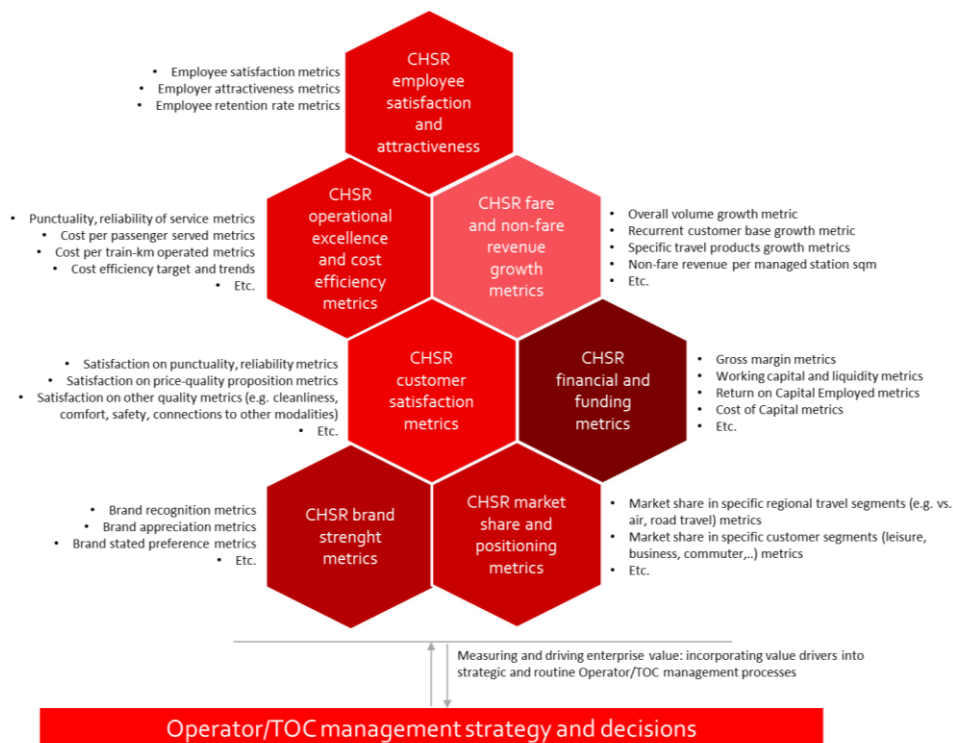 CHSR
employee
satisfaction
and
attractiveness
• Employee satisfaction metrics
• Employer attractiveness metrics
• Employee retention rate metrics
CHSR
operational
excellence
and cost
efficiency
metrics
• Punctuality, reliability of service metrics
• Cost per passenger served metrics
• Cost per train-km operated metrics
• Cost efficiency target and trends
• Etc.
CHSR fare
and non-fare
revenue
growth
metrics
• Overall volume growth metric
• Recurrent customer base growth metric
• Specific travel products growth metrics
• Non-fare revenue per managed station sqm
• Etc.
• Satisfaction on punctuality, reliability metrics
• Satisfaction on price-quality proposition metrics
• Satisfaction on other quality metrics (e.g. cleanliness,
comfort, safety, connections to other modalities)
• Etc.
CHSR
customer
satisfaction
metrics
CHSR
financial and
funding
metrics
• Gross margin metrics
• Working capital and liquidity metrics
• Return on Capital Employed metrics
• Cost of Capital metrics
• Etc.
• Brand recognition metrics
• Brand appreciation metrics
• Brand stated preference metrics
• Etc.
CHSR brand
strenght
metrics
CHSR market
share and
positioning
metrics
• Market share in specific regional travel segments (e.g. vs.
air, road travel) metrics
• Market share in specific customer segments (leisure,
business, commuter,..) metrics
• Etc.
Measuring and driving enterprise value: incorporating value drivers into
strategic and routine Operator/TOC management processes
Operator/TOC management strategy and decisions